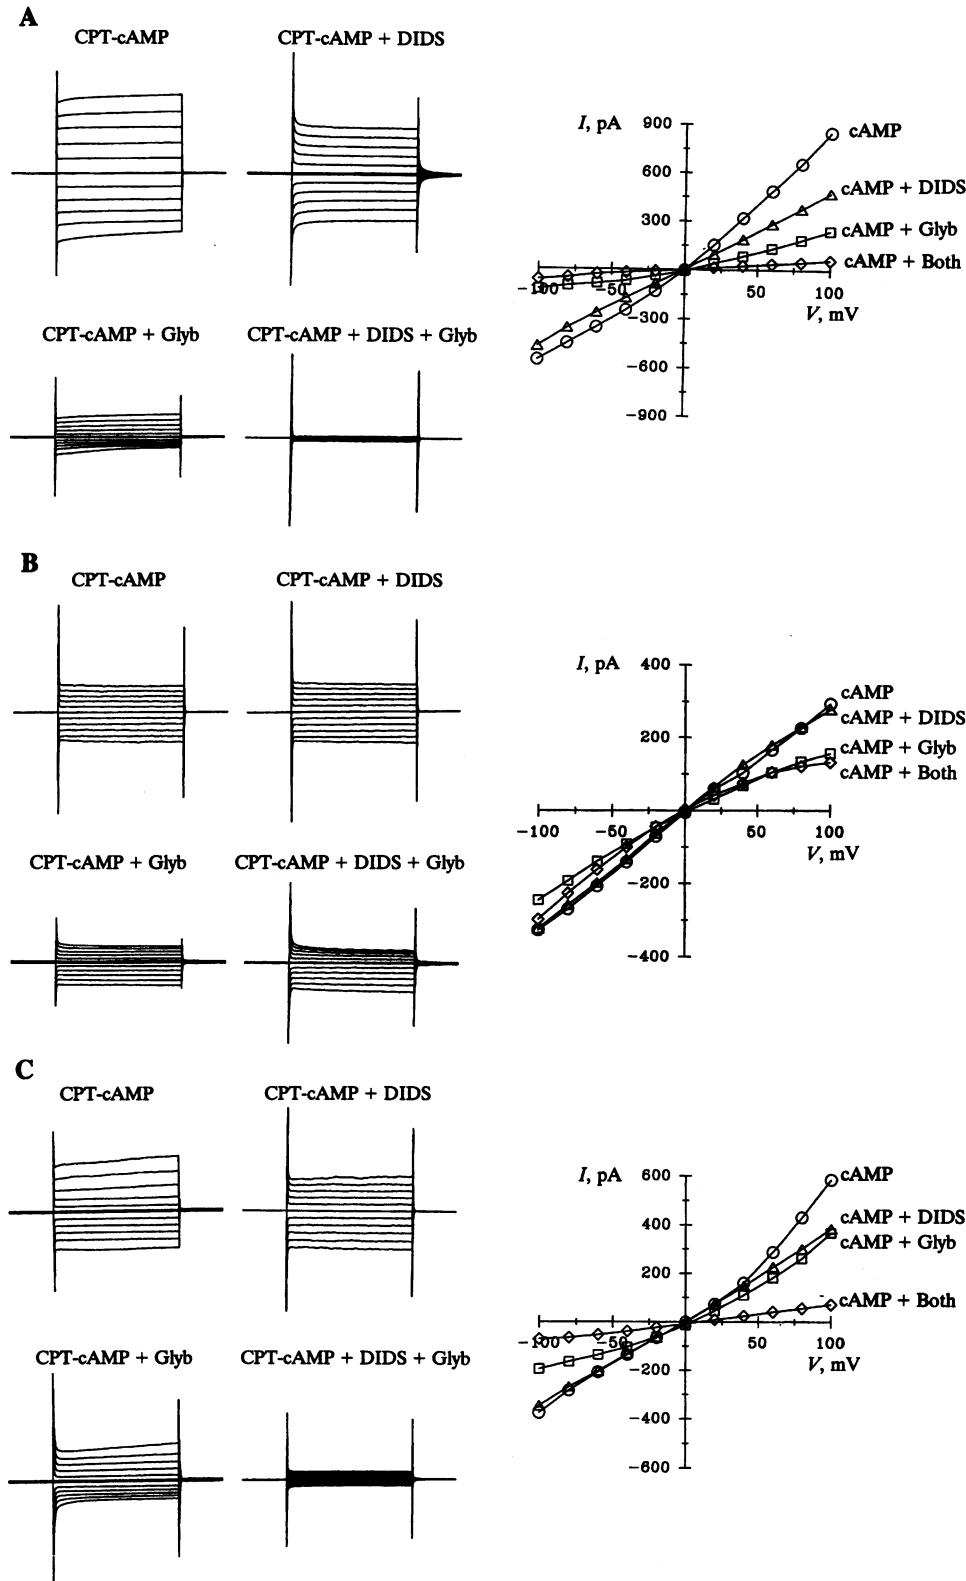 A
CPT-cAMP
CPT-cAMP + DIDS
CPT-cAMP + Glyb
CPT-cAMP + DIDS + Glyb
I, pA
900
600
300
-300
-600
-900
-100
-50
50
100
V, mV
cAMP
cAMP + DIDS
cAMP + Glyb
cAMP + Both
B
CPT-cAMP
CPT-cAMP + DIDS
CPT-cAMP + Glyb
CPT-cAMP + DIDS + Glyb
I, pA
400
200
-200
-400
-100
-50
50
100
V, mV
cAMP
cAMP + DIDS
cAMP + Glyb
cAMP + Both
C
CPT-cAMP
CPT-cAMP + DIDS
CPT-cAMP + Glyb
CPT-cAMP + DIDS + Glyb
I, pA
600
400
200
-200
-400
-600
-100
-50
50
100
V, mV
cAMP
cAMP + DIDS
cAMP + Glyb
cAMP + Both